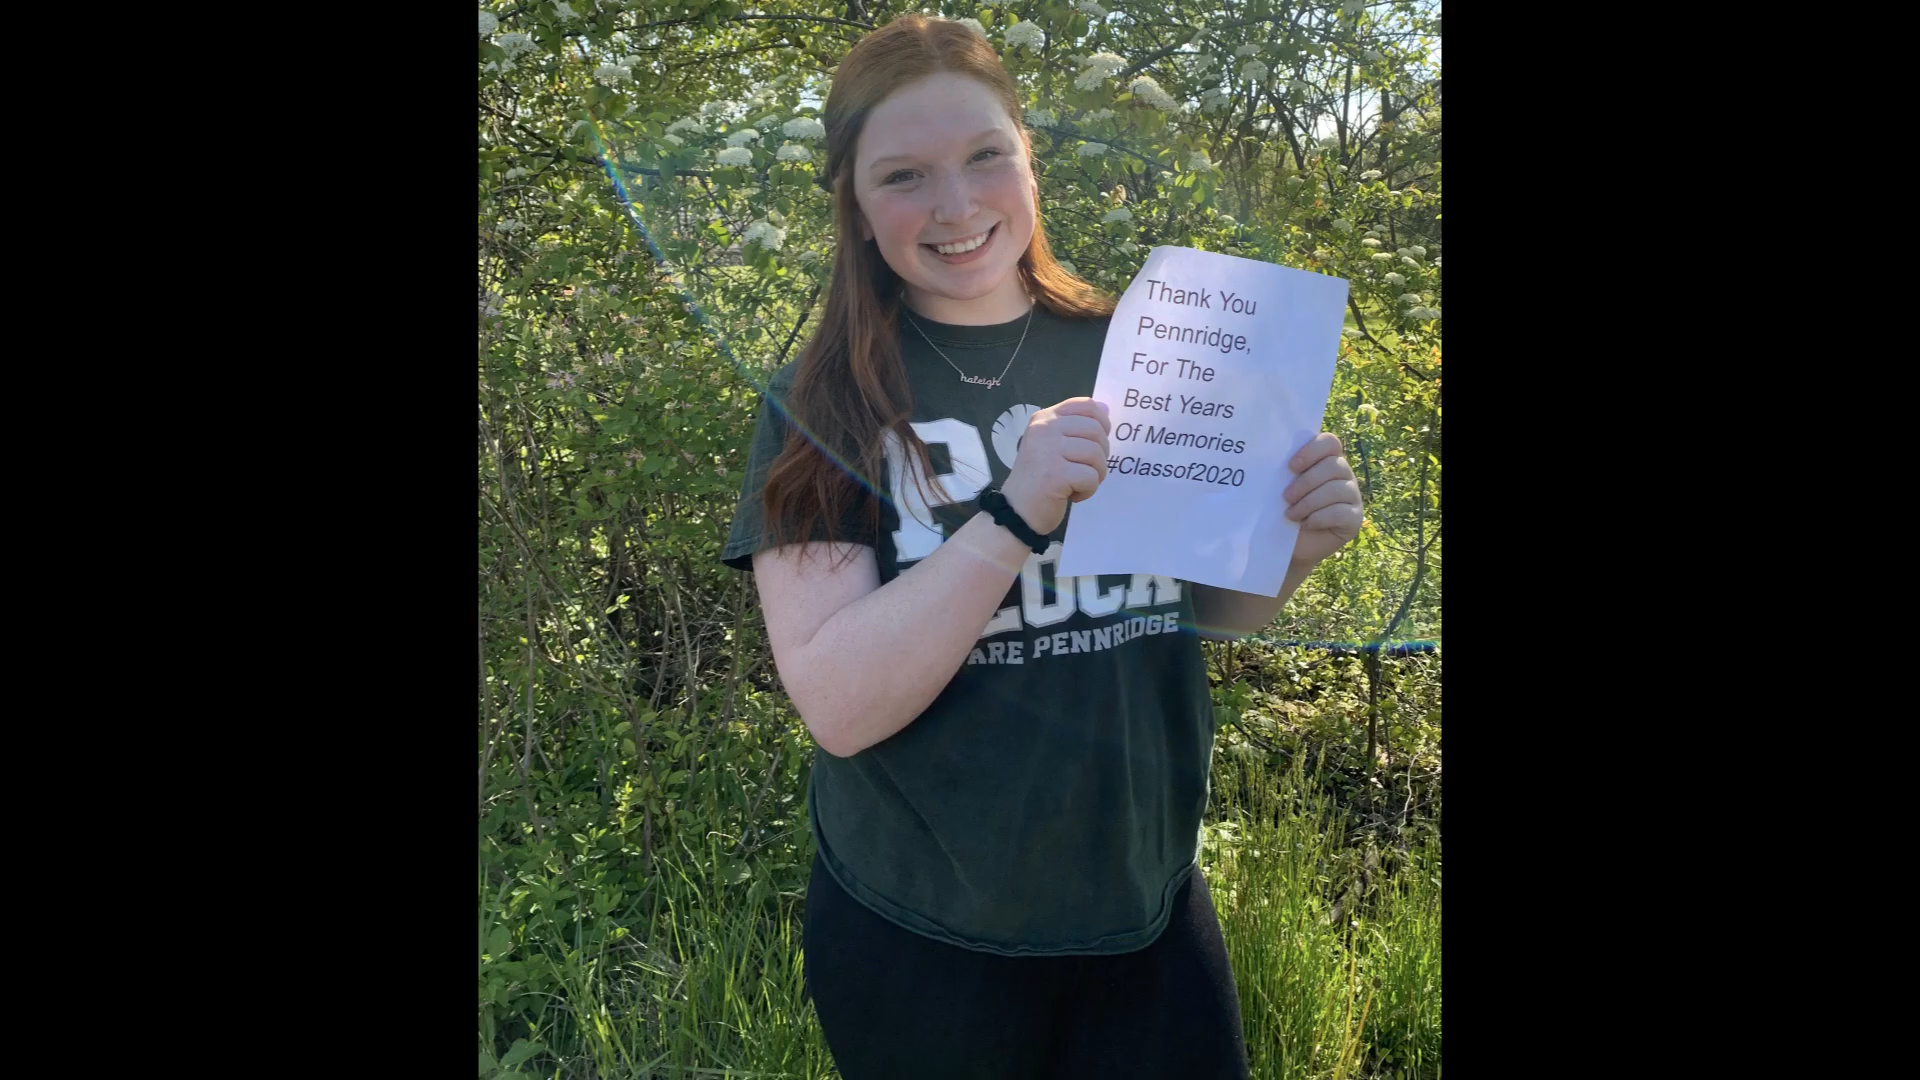 haleigh
Thank You
Pennridge,
For The
Best Years
Of Memories
#Classof2020
P
ARE PENNRIDGE